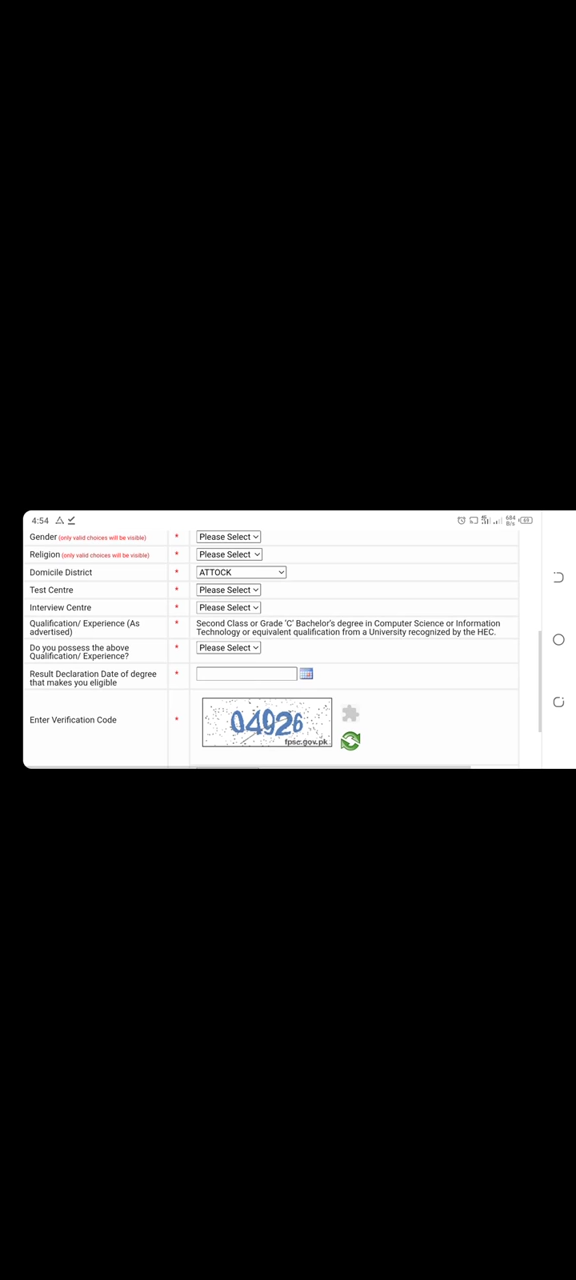 4:54
4G
684 B/s
69
Gender (only valid choices will be visible) * Please Select
Religion (only valid choices will be visible) * Please Select
Domicile District * ATTOCK
Test Centre * Please Select
Interview Centre * Please Select
Qualification/ Experience (As advertised) * Second Class or Grade 'C' Bachelor's degree in Computer Science or Information
Technology or equivalent qualification from a University recognized by the HEC.
Do you possess the above
Qualification/ Experience? * Please Select
Result Declaration Date of degree
that makes you eligible *
Enter Verification Code * 04926
fpsc.gov.pk